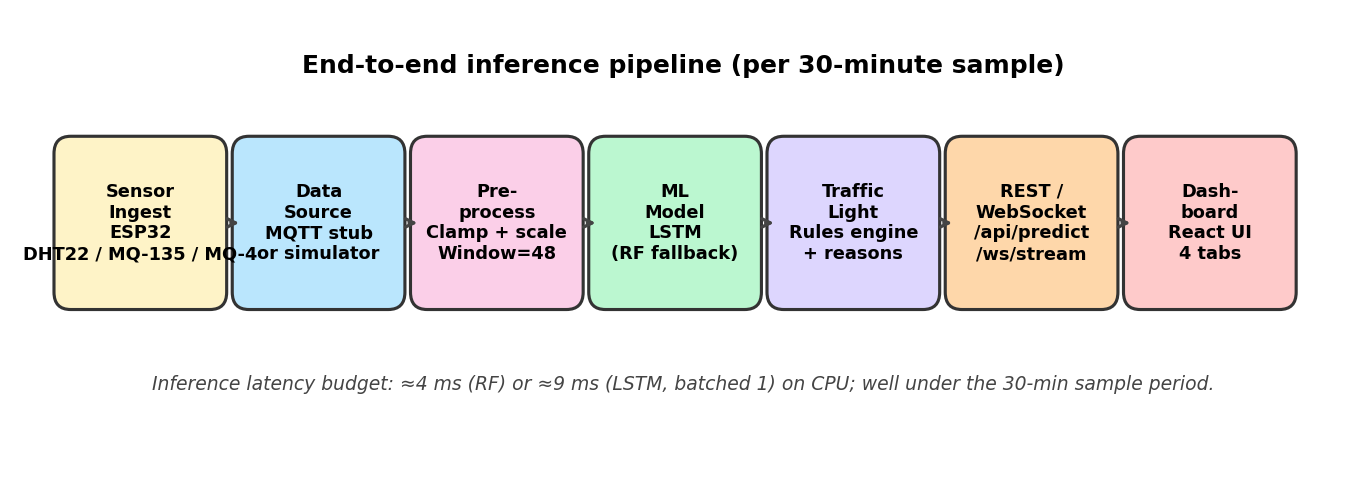 End-to-end inference pipeline (per 30-minute sample)
Sensor
Ingest
ESP32
DHT22 / MQ-135 / MQ-4
Data
Source
MQTT stub
or simulator
Pre-
process
Clamp + scale
Window=48
ML
Model
LSTM
(RF fallback)
Traffic
Light
Rules engine
+ reasons
REST /
WebSocket
/api/predict
/ws/stream
Dash-
board
React UI
4 tabs
Inference latency budget: ≈4 ms (RF) or ≈9 ms (LSTM, batched 1) on CPU; well under the 30-min sample period.